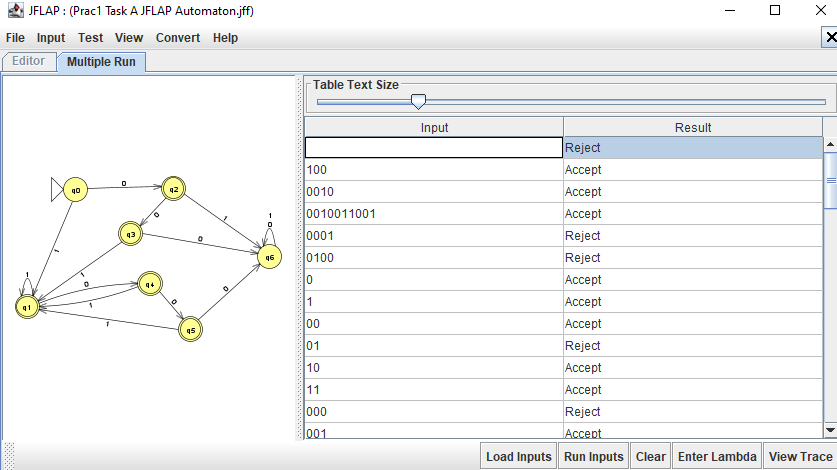 JFLAP : (Prac1 Task A JFLAP Automaton.jff)
File Input Test View Convert Help
Editor Multiple Run
Table Text Size
Input Result
Reject
100 Accept
0010 Accept
0010011001 Accept
0001 Reject
0100 Reject
0 Accept
1 Accept
00 Accept
01 Reject
10 Accept
11 Accept
000 Reject
001 Accept
q0
0
q2
0
1
q3
0
1
0
q6
1
1
q1
1
0
1
q4
0
q5
0
1
Load Inputs Run Inputs Clear Enter Lambda View Trace